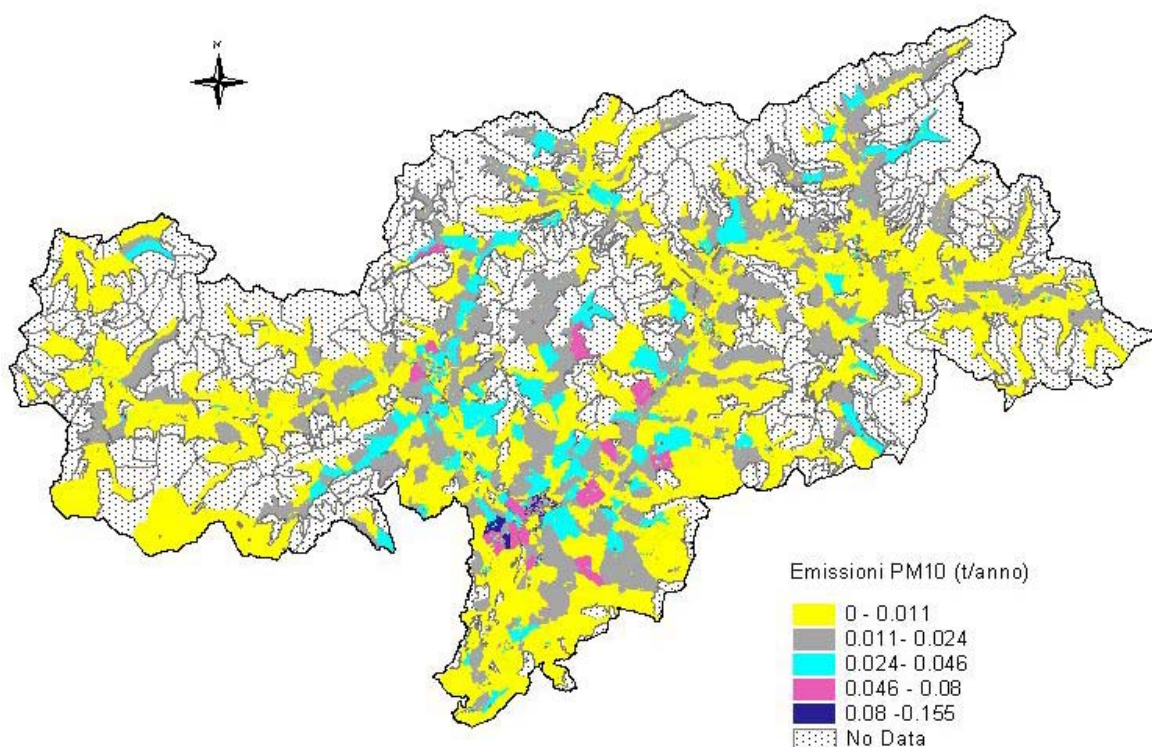 N
Emissioni PM10 (t/anno)
0 - 0.011
0.011- 0.024
0.024- 0.046
0.046 - 0.08
0.08 -0.155
No Data